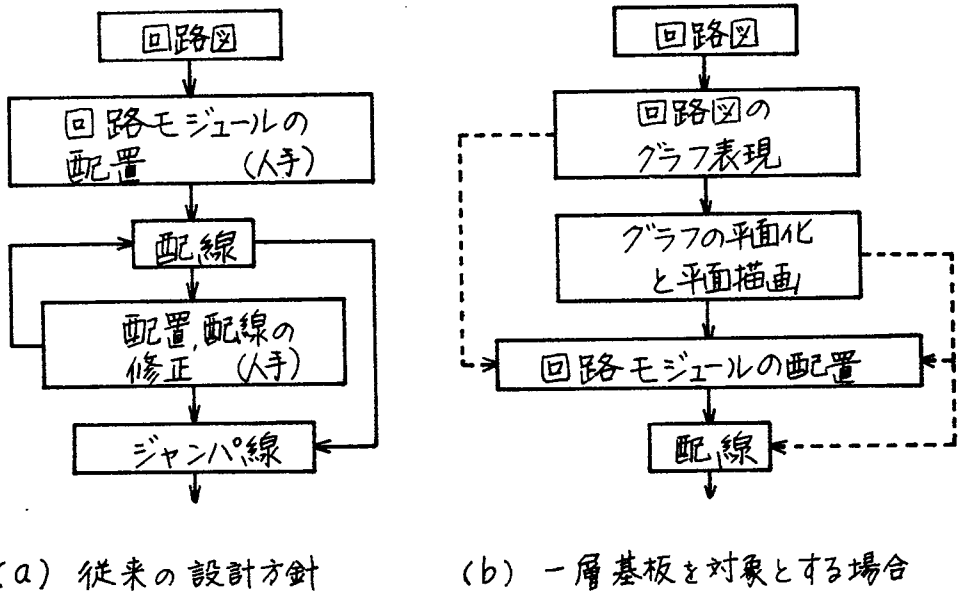 回路図
回路モジュールの
配置 (人手)
配線
配置,配線の
修正 (人手)
ジャンパ線
(a) 従来の設計方針
回路図
回路図の
グラフ表現
グラフの平面化
と平面描画
回路モジュールの配置
配線
(b) 一層基板を対象とする場合